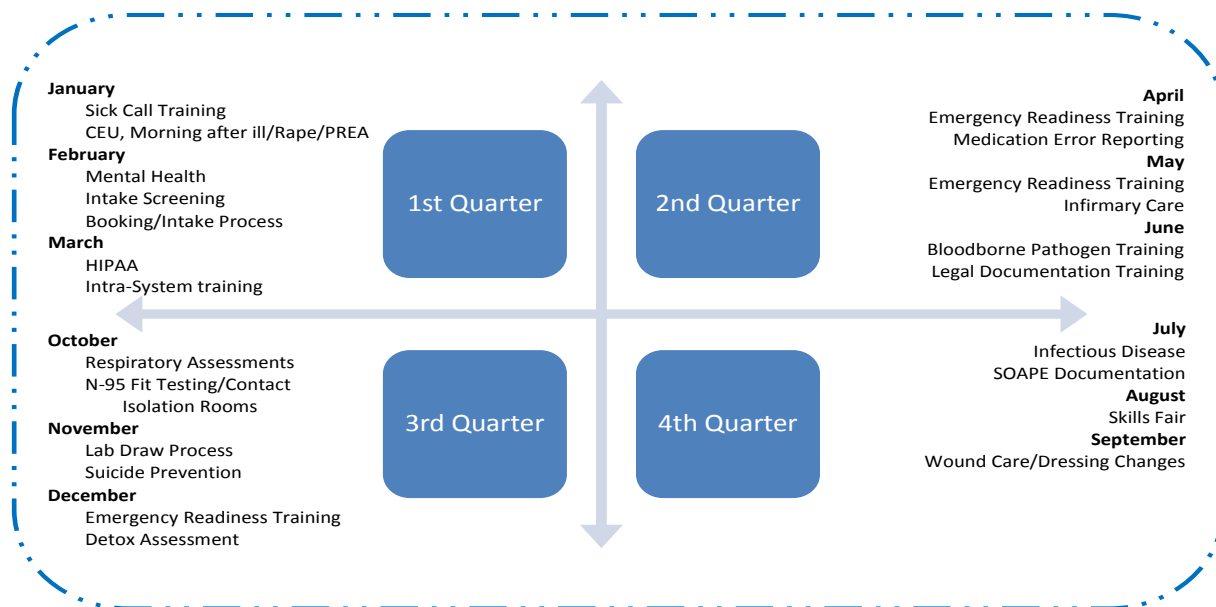 January
Sick Call Training
CEU, Morning after ill/Rape/PREA
February
Mental Health
Intake Screening
Booking/Intake Process
March
HIPAA
Intra-System training
1st Quarter
2nd Quarter
April
Emergency Readiness Training
Medication Error Reporting
May
Emergency Readiness Training
Infirmary Care
June
Bloodborne Pathogen Training
Legal Documentation Training
October
Respiratory Assessments
N-95 Fit Testing/Contact
Isolation Rooms
November
Lab Draw Process
Suicide Prevention
December
Emergency Readiness Training
Detox Assessment
3rd Quarter
4th Quarter
July
Infectious Disease
SOAPE Documentation
August
Skills Fair
September
Wound Care/Dressing Changes